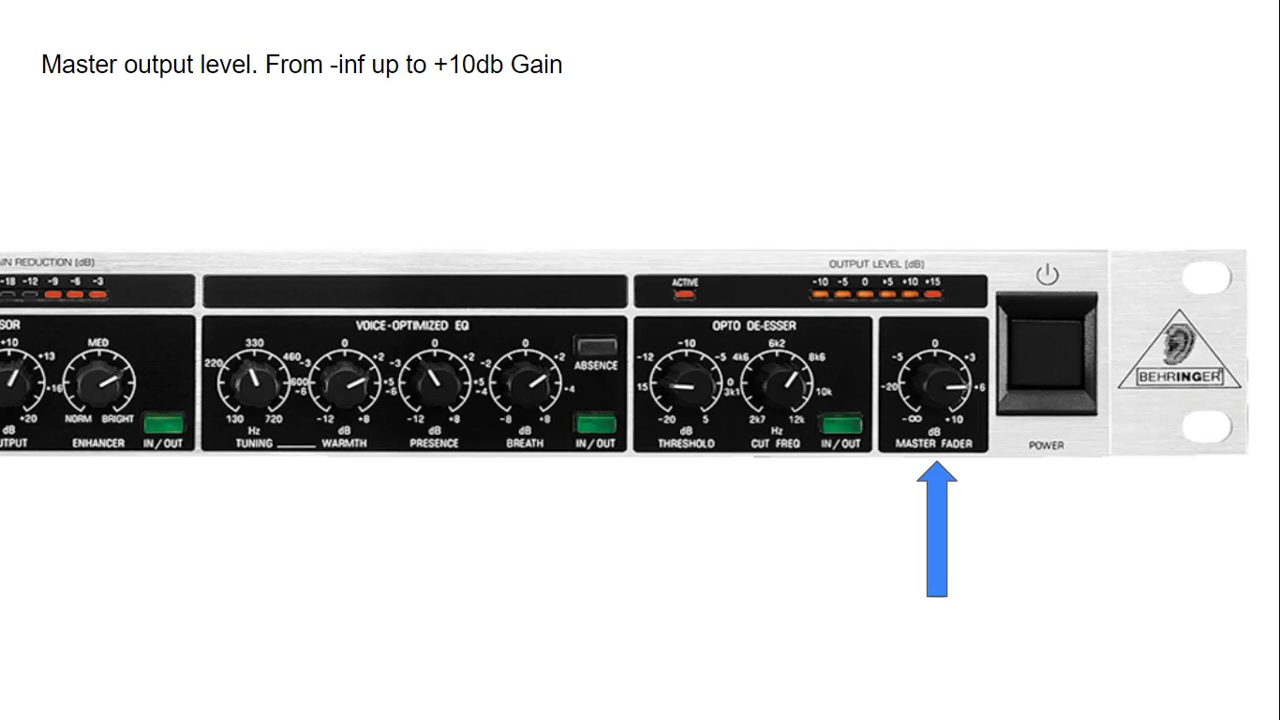 Master output level. From -inf up to +10db Gain
AIN REDUCTION (dB)
OUTPUT LEVEL (dB)
-18 -12 -9 -6 -3
ACTIVE
-10 -5 0 +5 +10 +15
SOR
VOICE-OPTIMIZED EQ
OPTO DE-ESSER
+10 MED 330 0 0 0 ABSENCE -10 6k2 0
+13 220 460 -3 +2 -3 +2 -2 +2 -12 -5 4k6 8k6 -5 +3
+16 600 -6 +5 -6 +5 -4 +4 15 0 3k1 10k -20 +6
+20 NORM BRIGHT 130 720 -12 +8 -12 +8 -8 +8 -20 5 2k7 12k -∞ +10
dB Hz dB dB dB dB Hz dB
UTPUT ENHANCER IN / OUT TUNING WARMTH PRESENCE BREATH IN / OUT THRESHOLD CUT FREQ IN / OUT MASTER FADER POWER
BEHRINGER